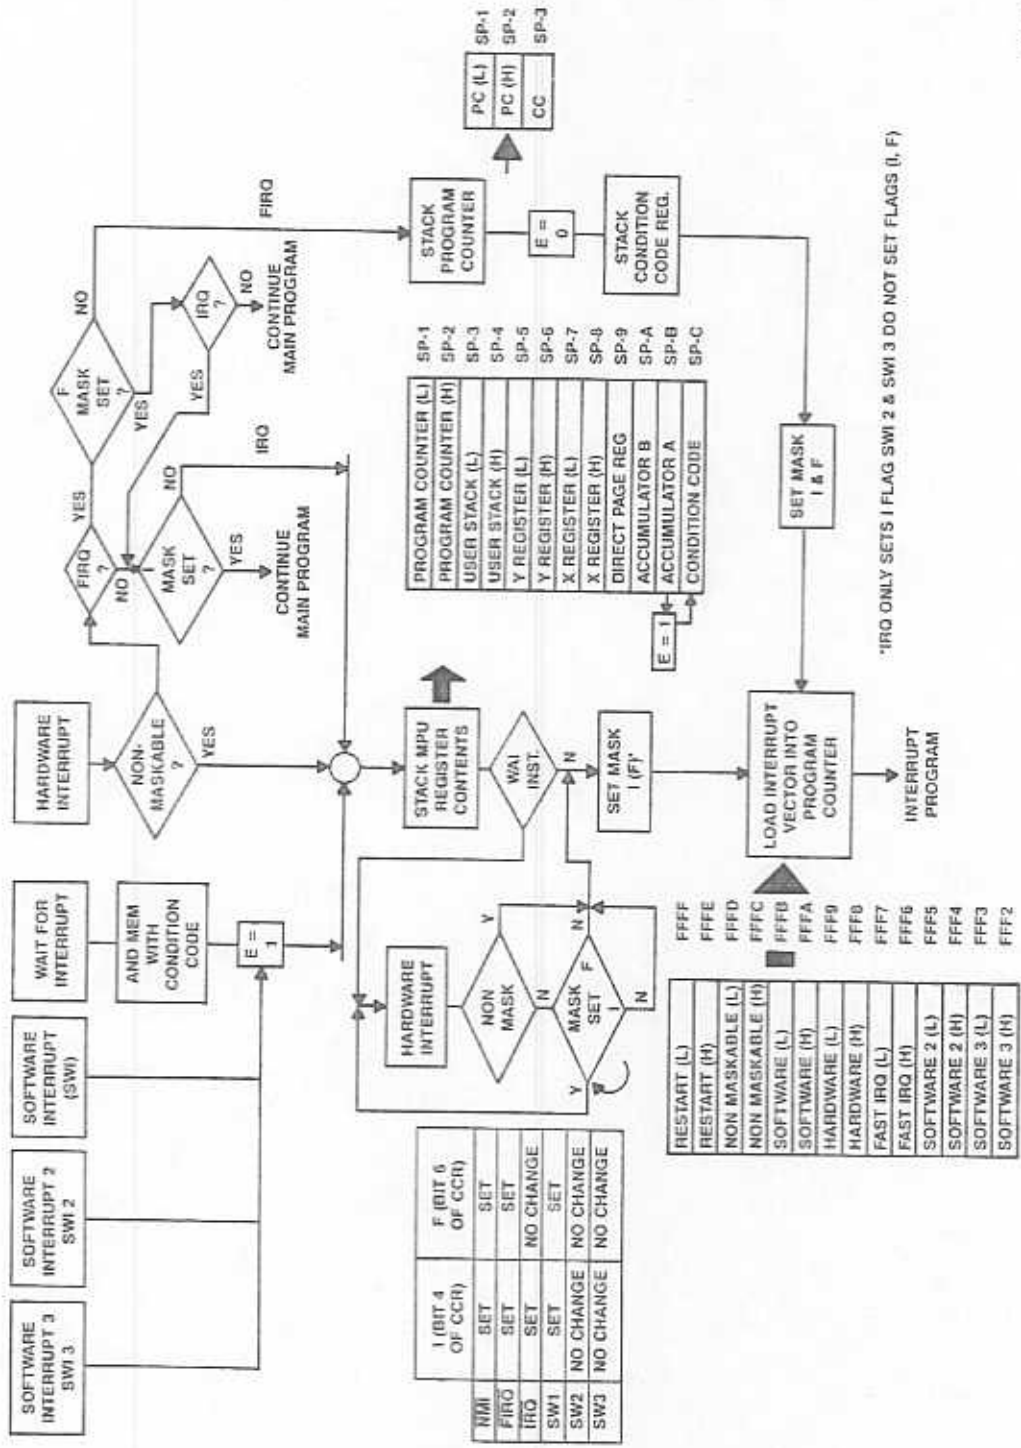 SOFTWARE
INTERRUPT 3
SWI 3
SOFTWARE
INTERRUPT 2
SWI 2
SOFTWARE
INTERRUPT
(SWI)
WAIT FOR
INTERRUPT
AND MEM
WITH
CONDITION
CODE
E =
1
HARDWARE
INTERRUPT
NON-
MASKABLE
?
YES
FIRQ
?
YES
NO
I
MASK
SET
?
NO
YES
IRQ
CONTINUE
MAIN PROGRAM
F
MASK
SET
?
NO
YES
IRQ
?
YES
NO
CONTINUE
MAIN PROGRAM
FIRQ
STACK
PROGRAM
COUNTER
E =
0
STACK
CONDITION
CODE REG.
PC (L) SP-1
PC (H) SP-2
CC SP-3
STACK MPU
REGISTER
CONTENTS
PROGRAM COUNTER (L) SP-1
PROGRAM COUNTER (H) SP-2
USER STACK (L) SP-3
USER STACK (H) SP-4
Y REGISTER (L) SP-5
Y REGISTER (H) SP-6
X REGISTER (L) SP-7
X REGISTER (H) SP-8
DIRECT PAGE REG SP-9
ACCUMULATOR B SP-A
ACCUMULATOR A SP-B
CONDITION CODE SP-C
E = 1
WAI
INST.
N
HARDWARE
INTERRUPT
NON
MASK
Y
N
MASK
SET
F
I
Y
N
N
SET MASK
I (F)'
SET MASK
I & F
I (BIT 4
OF CCR)
F (BIT 6
OF CCR)
NMI SET SET
FIRQ SET SET
IRQ SET NO CHANGE
SW1 SET SET
SW2 NO CHANGE NO CHANGE
SW3 NO CHANGE NO CHANGE
LOAD INTERRUPT
VECTOR INTO
PROGRAM
COUNTER
INTERRUPT
PROGRAM
RESTART (L) FFFF
RESTART (H) FFFE
NON MASKABLE (L) FFFD
NON MASKABLE (H) FFFC
SOFTWARE (L) FFFB
SOFTWARE (H) FFFA
HARDWARE (L) FFF9
HARDWARE (H) FFF8
FAST IRQ (L) FFF7
FAST IRQ (H) FFF6
SOFTWARE 2 (L) FFF5
SOFTWARE 2 (H) FFF4
SOFTWARE 3 (L) FFF3
SOFTWARE 3 (H) FFF2
'IRQ ONLY SETS I FLAG SWI 2 & SWI 3 DO NOT SET FLAGS (I, F)